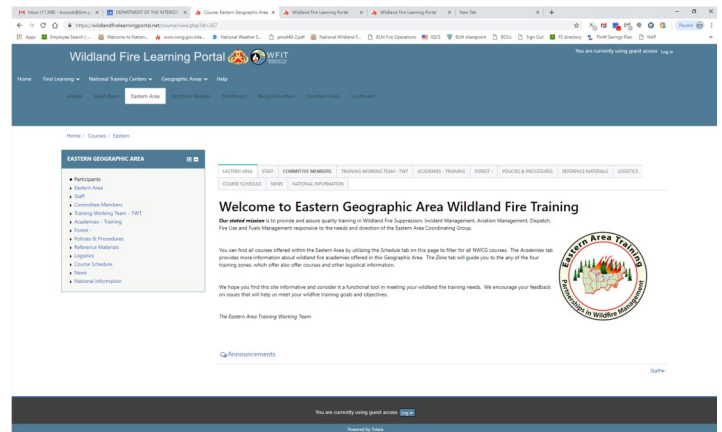 M Inbox (11,398) -
DEPARTMENT OF THE INTERIOR
Course: Eastern Geographic Area
Wildland Fire Learning Portal
Wildland Fire Learning Portal
New Tab
https://wildlandfirelearningportal.net/course/view.php?id=267
Paused
Apps
Employee Search |...
Welcome to Nation...
www.nwcg.gov/site...
National Weather S...
pms449-2.pdf
National Wildland F...
BLM Fire Operations
IQCS
BLM sharepoint
BOCs
Sign Out
FS directory
Thrift Savings Plan
NAP
Wildland Fire Learning Portal WFIT
You are currently using guest access Log in
Home Find Learning National Training Centers Geographic Areas Help
Alaska Great Basin Eastern Area Northern Rockies Northwest Rocky Mountain Southern Area Southwest
Home / Courses / Eastern
EASTERN GEOGRAPHIC AREA
Participants
Eastern Area
Staff
Committee Members
Training Working Team - TWT
Academies - Training
Forest -
Policies & Procedures
Reference Materials
Logistics
Course Schedule
News
National Information
EASTERN AREA STAFF COMMITTEE MEMBERS TRAINING WORKING TEAM - TWT ACADEMIES - TRAINING FOREST - POLICIES & PROCEDURES REFERENCE MATERIALS LOGISTICS
COURSE SCHEDULE NEWS NATIONAL INFORMATION
Welcome to Eastern Geographic Area Wildland Fire Training
Our stated mission is to provide and assure quality training in Wildland Fire Suppression, Incident Management, Aviation Management, Dispatch,
Fire Use and Fuels Management responsive to the needs and direction of the Eastern Area Coordinating Group.
You can find all courses offered within the Eastern Area by utilizing the Schedule tab on this page to filter for all NWCG courses. The Academies tab
provides more information about wildland fire academies offered in this Geographic Area. The Zone tab will guide you to the any of the four
training zones, which offer also offer courses and other logistical information.
We hope you find this site informative and consider it a functional tool in meeting your wildland fire training needs. We encourage your feedback
on issues that will help us meet your wildfire training goals and objectives.
The Eastern Area Training Working Team
Eastern Area Training
Partnerships in Wildfire Management
Announcements
Staff
You are currently using guest access Log in
Powered by Totara